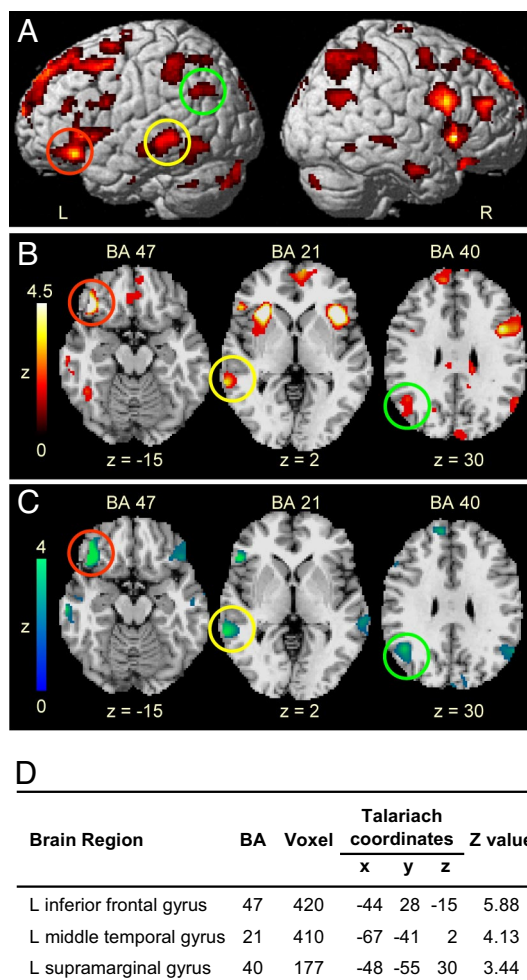 A
L R
B
BA 47 BA 21 BA 40
4.5
z
0
z = -15 z = 2 z = 30
C
BA 47 BA 21 BA 40
4
z
0
z = -15 z = 2 z = 30
D
Talariach
Brain Region BA Voxel coordinates Z value
x y z
L inferior frontal gyrus 47 420 -44 28 -15 5.88
L middle temporal gyrus 21 410 -67 -41 2 4.13
L supramarginal gyrus 40 177 -48 -55 30 3.44